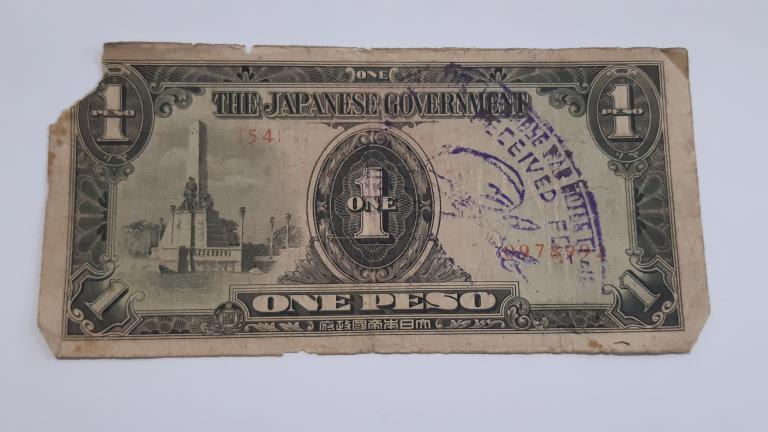 ONE
1 PESO
THE JAPANESE GOVERNMENT
1 PESO
[54]
RECEIVED
1
ONE
ONE
1
ONE PESO
1
府政國帝本日大